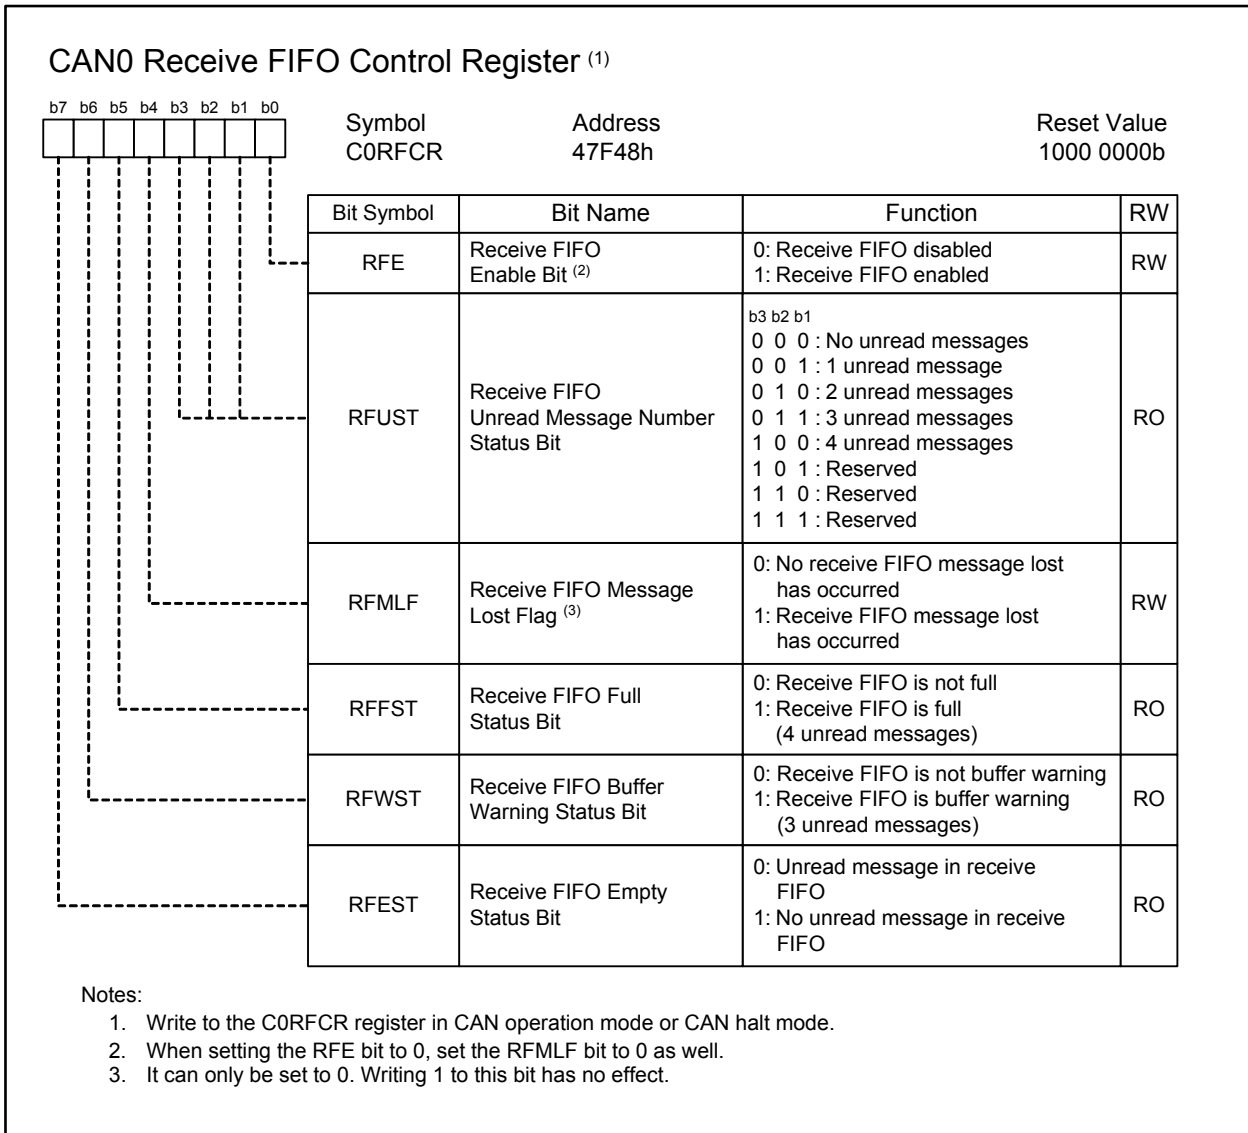 CAN0 Receive FIFO Control Register (1)
b7 b6 b5 b4 b3 b2 b1 b0
Symbol Address Reset Value
C0RFCR 47F48h 1000 0000b
Bit Symbol Bit Name Function RW
RFE
Receive FIFO
Enable Bit (2)
0: Receive FIFO disabled
1: Receive FIFO enabled
RW
RFUST
Receive FIFO
Unread Message Number
Status Bit
b3 b2 b1
0 0 0 : No unread messages
0 0 1 : 1 unread message
0 1 0 : 2 unread messages
0 1 1 : 3 unread messages
1 0 0 : 4 unread messages
1 0 1 : Reserved
1 1 0 : Reserved
1 1 1 : Reserved
RO
RFMLF
Receive FIFO Message
Lost Flag (3)
0: No receive FIFO message lost
has occurred
1: Receive FIFO message lost
has occurred
RW
RFFST
Receive FIFO Full
Status Bit
0: Receive FIFO is not full
1: Receive FIFO is full
(4 unread messages)
RO
RFWST
Receive FIFO Buffer
Warning Status Bit
0: Receive FIFO is not buffer warning
1: Receive FIFO is buffer warning
(3 unread messages)
RO
RFEST
Receive FIFO Empty
Status Bit
0: Unread message in receive
FIFO
1: No unread message in receive
FIFO
RO
Notes:
1. Write to the C0RFCR register in CAN operation mode or CAN halt mode.
2. When setting the RFE bit to 0, set the RFMLF bit to 0 as well.
3. It can only be set to 0. Writing 1 to this bit has no effect.